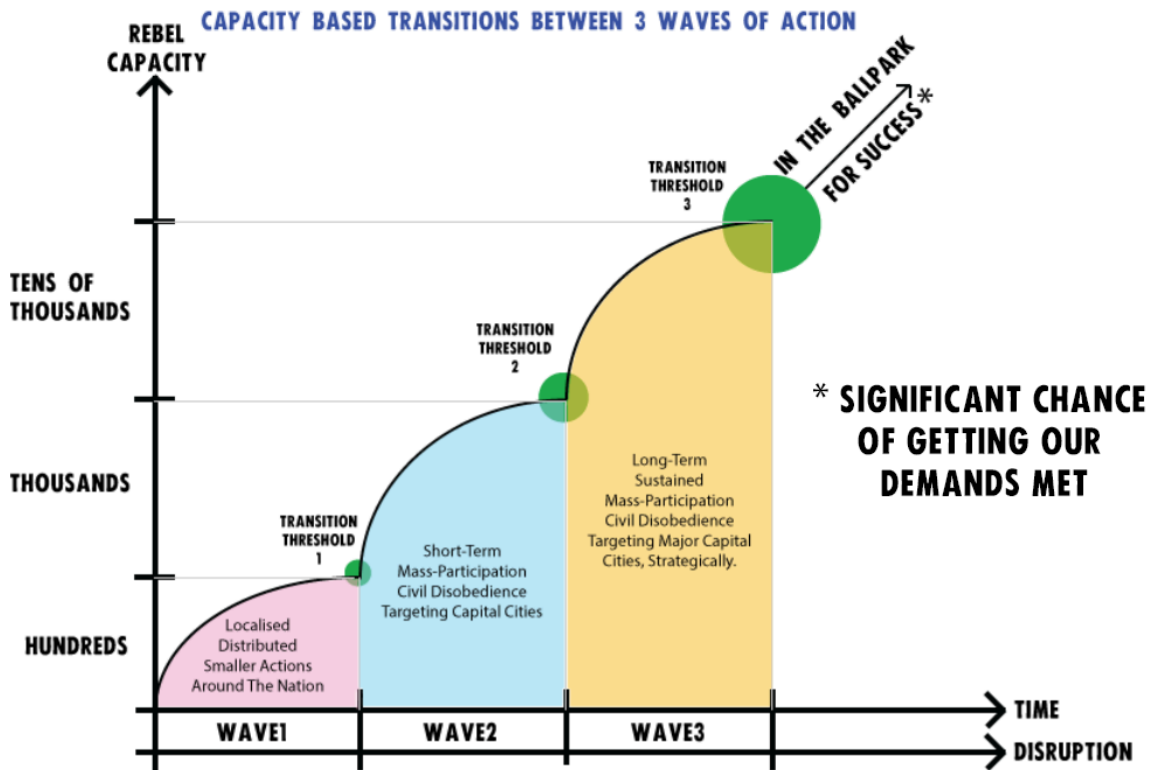 CAPACITY BASED TRANSITIONS BETWEEN 3 WAVES OF ACTION
REBEL
CAPACITY
IN THE BALLPARK
FOR SUCCESS*
TRANSITION
THRESHOLD
3
TENS OF
THOUSANDS
TRANSITION
THRESHOLD
2
* SIGNIFICANT CHANCE
OF GETTING OUR
DEMANDS MET
Long-Term
Sustained
Mass-Participation
Civil Disobedience
Targeting Major Capital
Cities, Strategically.
THOUSANDS
TRANSITION
THRESHOLD
1
Short-Term
Mass-Participation
Civil Disobedience
Targeting Capital Cities
HUNDREDS
Localised
Distributed
Smaller Actions
Around The Nation
WAVE1
WAVE2
WAVE3
TIME
DISRUPTION